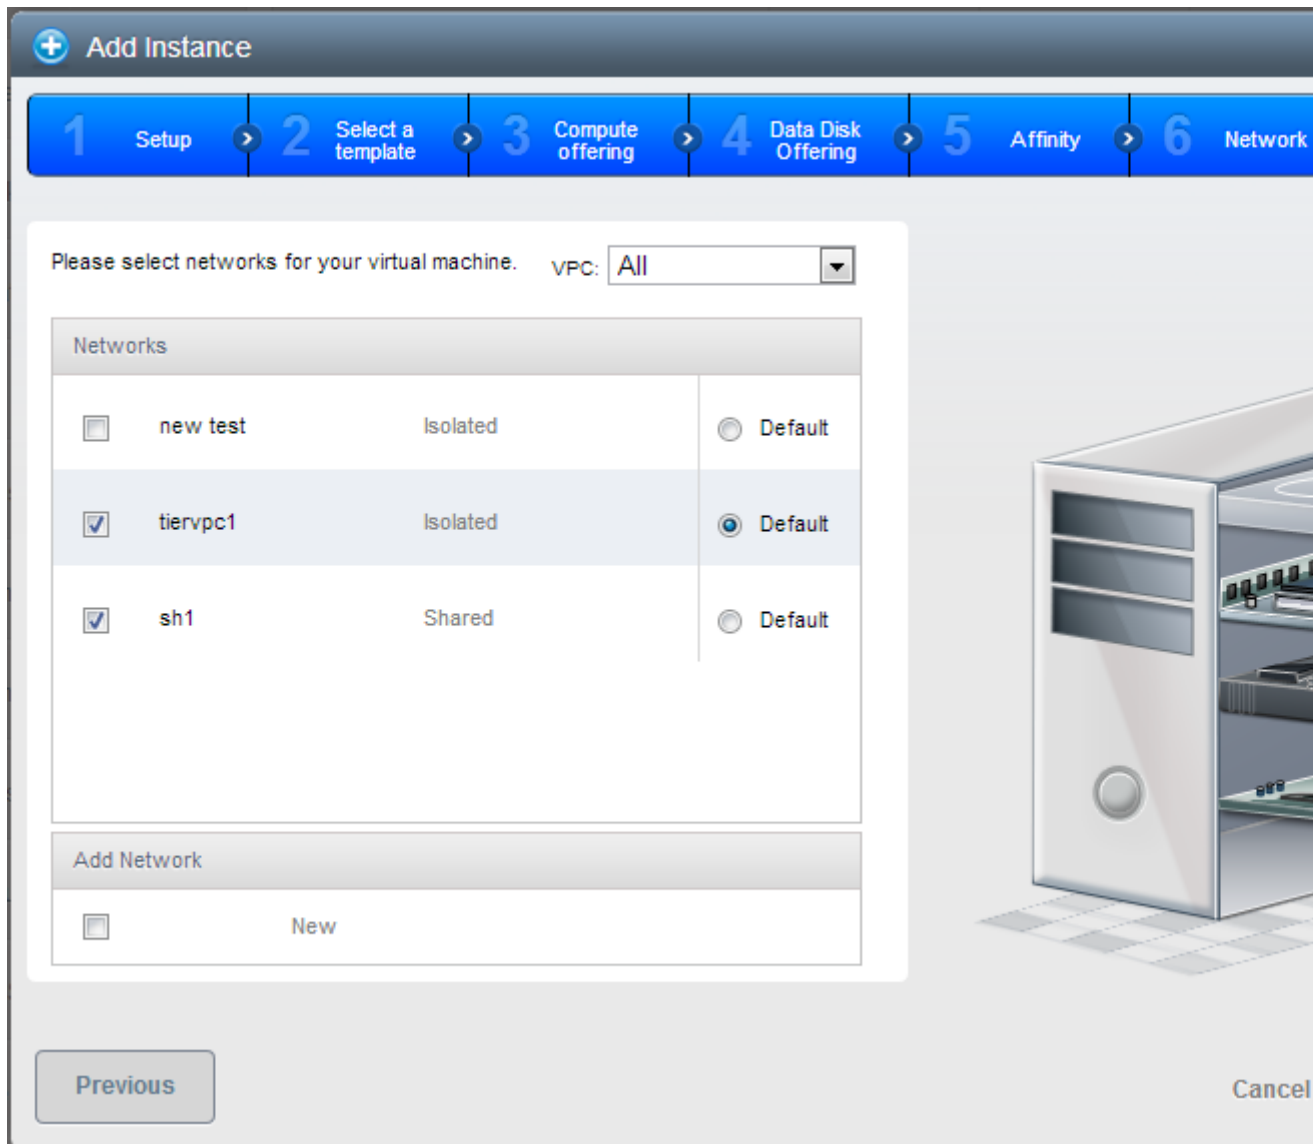 Add Instance
1 Setup 2 Select a template 3 Compute offering 4 Data Disk Offering 5 Affinity 6 Network
Please select networks for your virtual machine. VPC: All
Networks
new test Isolated Default
tiervpc1 Isolated Default
sh1 Shared Default
Add Network
New
Previous
Cancel